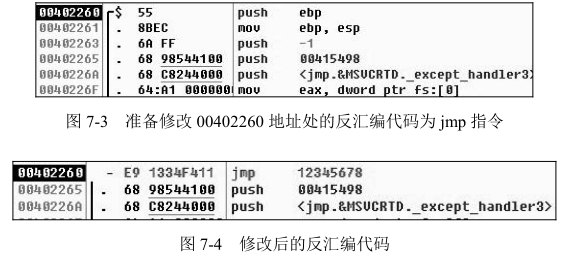 00402260 $ 55 push ebp
00402261 . 8BEC mov ebp, esp
00402263 . 6A FF push -1
00402265 . 68 98544100 push 00415498
0040226A . 68 C8244000 push <jmp.&MSVCRTD._except_handler3>
0040226F . 64:A1 000000 mov eax, dword ptr fs:[0]
图 7-3 准备修改 00402260 地址处的反汇编代码为 jmp 指令
00402260 - E9 1334F411 jmp 12345678
00402265 . 68 98544100 push 00415498
0040226A . 68 C8244000 push <jmp.&MSVCRTD._except_handler3>
图 7-4 修改后的反汇编代码